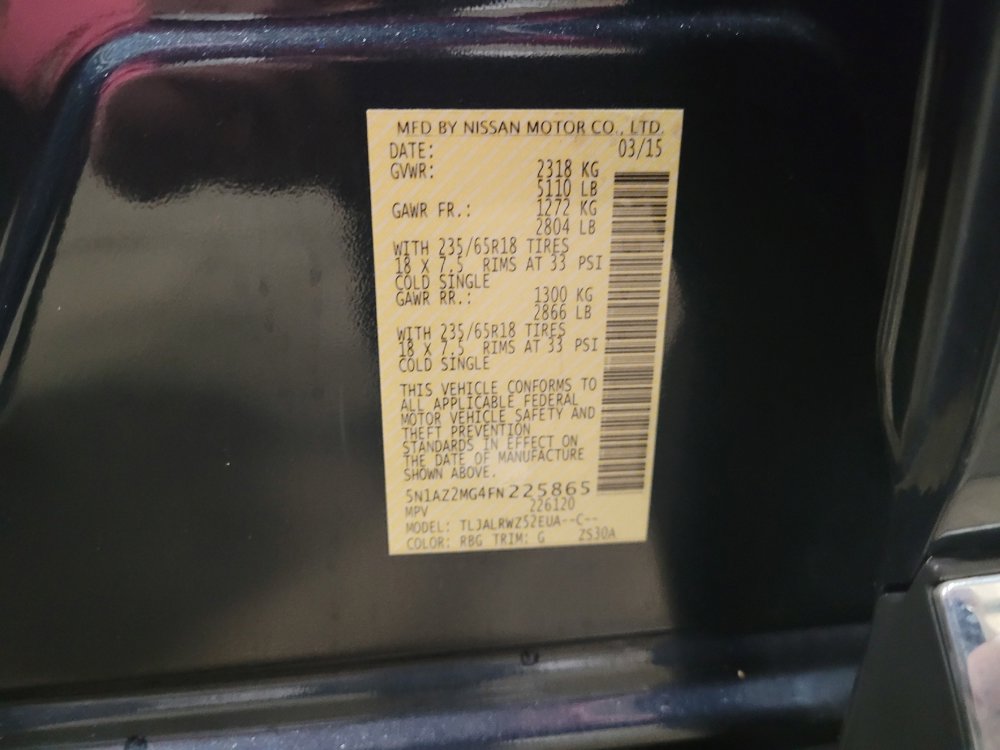 MFD BY NISSAN MOTOR CO., LTD.
DATE: 03/15
GVWR: 2318 KG
5110 LB
GAWR FR.: 1272 KG
2804 LB
WITH 235/65R18 TIRES
18 X 7.5 RIMS AT 33 PSI
COLD SINGLE
GAWR RR.: 1300 KG
2866 LB
WITH 235/65R18 TIRES
18 X 7.5 RIMS AT 33 PSI
COLD SINGLE
THIS VEHICLE CONFORMS TO
ALL APPLICABLE FEDERAL
MOTOR VEHICLE SAFETY AND
THEFT PREVENTION
STANDARDS IN EFFECT ON
THE DATE OF MANUFACTURE
SHOWN ABOVE.
5N1AZ2MG4FN225865
MPV 226120
MODEL: TLJALRWZ52EUA--C--
COLOR: RBG TRIM: G ZS30A